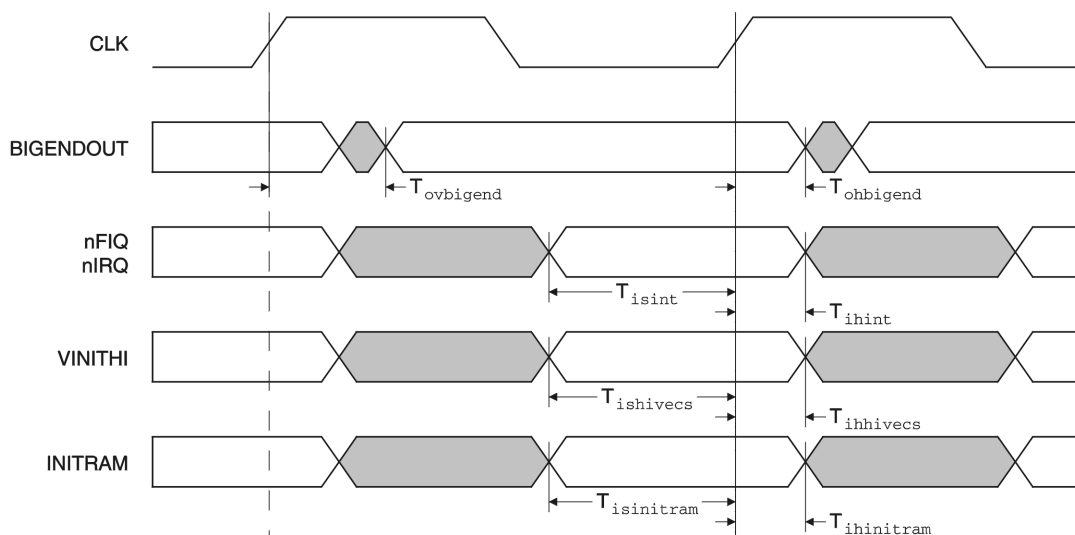 CLK
BIGENDOUT
Tovbigend
Tohbigend
nFIQ
nIRQ
Tisint
Tihint
VINITHI
Tishivecs
Tihhivecs
INITRAM
Tisinitram
Tihinitram